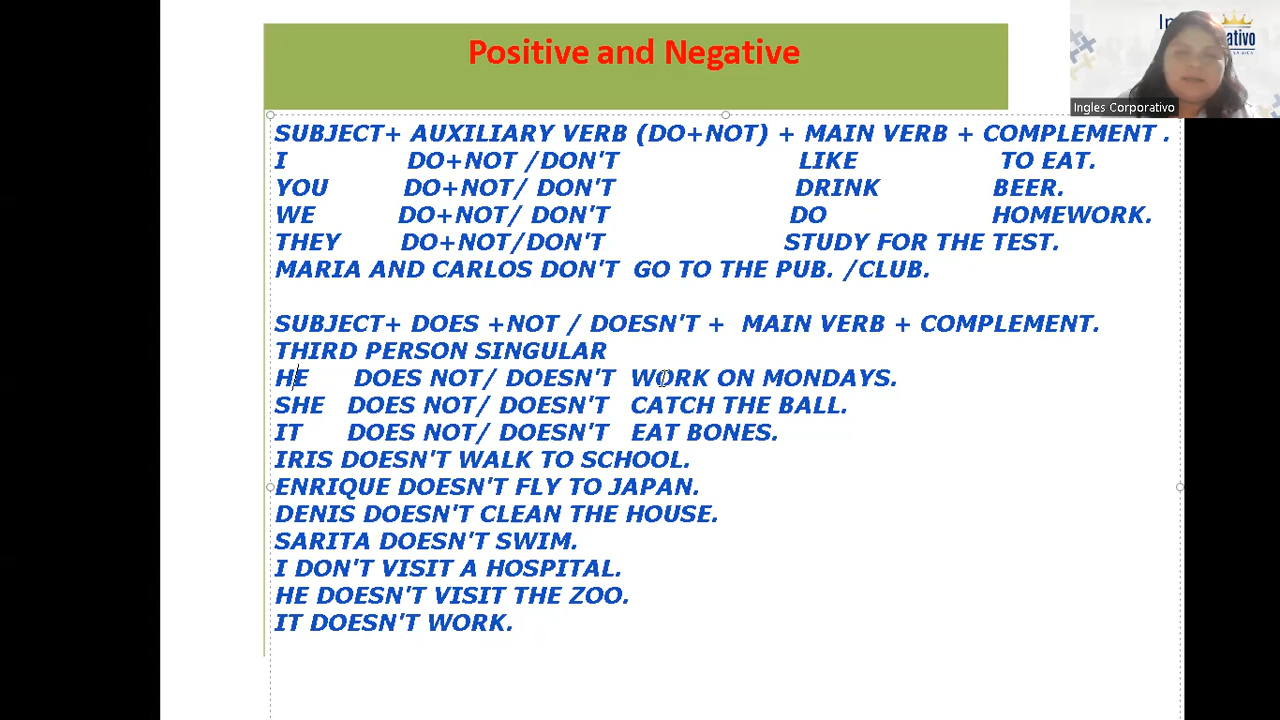 Positive and Negative
In
ativo
Ingles Corporativo
SUBJECT+ AUXILIARY VERB (DO+NOT) + MAIN VERB + COMPLEMENT .
I DO+NOT /DON'T LIKE TO EAT.
YOU DO+NOT/ DON'T DRINK BEER.
WE DO+NOT/ DON'T DO HOMEWORK.
THEY DO+NOT/DON'T STUDY FOR THE TEST.
MARIA AND CARLOS DON'T GO TO THE PUB. /CLUB.
SUBJECT+ DOES +NOT / DOESN'T + MAIN VERB + COMPLEMENT.
THIRD PERSON SINGULAR
HE DOES NOT/ DOESN'T WORK ON MONDAYS.
SHE DOES NOT/ DOESN'T CATCH THE BALL.
IT DOES NOT/ DOESN'T EAT BONES.
IRIS DOESN'T WALK TO SCHOOL.
ENRIQUE DOESN'T FLY TO JAPAN.
DENIS DOESN'T CLEAN THE HOUSE.
SARITA DOESN'T SWIM.
I DON'T VISIT A HOSPITAL.
HE DOESN'T VISIT THE ZOO.
IT DOESN'T WORK.